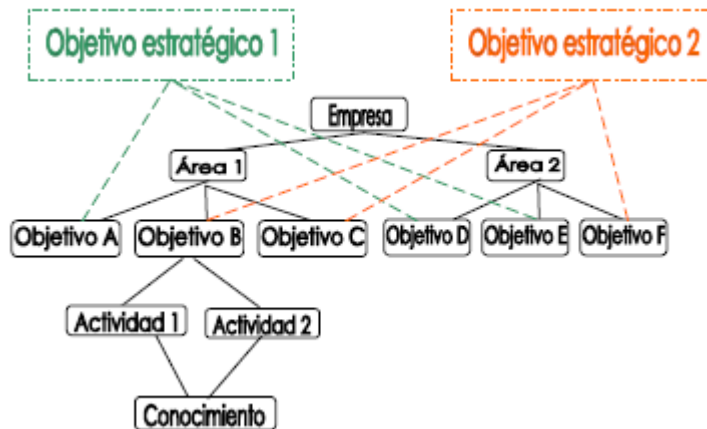 Objetivo estratégico 1
Objetivo estratégico 2
Empresa
Área 1
Área 2
Objetivo A
Objetivo B
Objetivo C
Objetivo D
Objetivo E
Objetivo F
Actividad 1
Actividad 2
Conocimiento